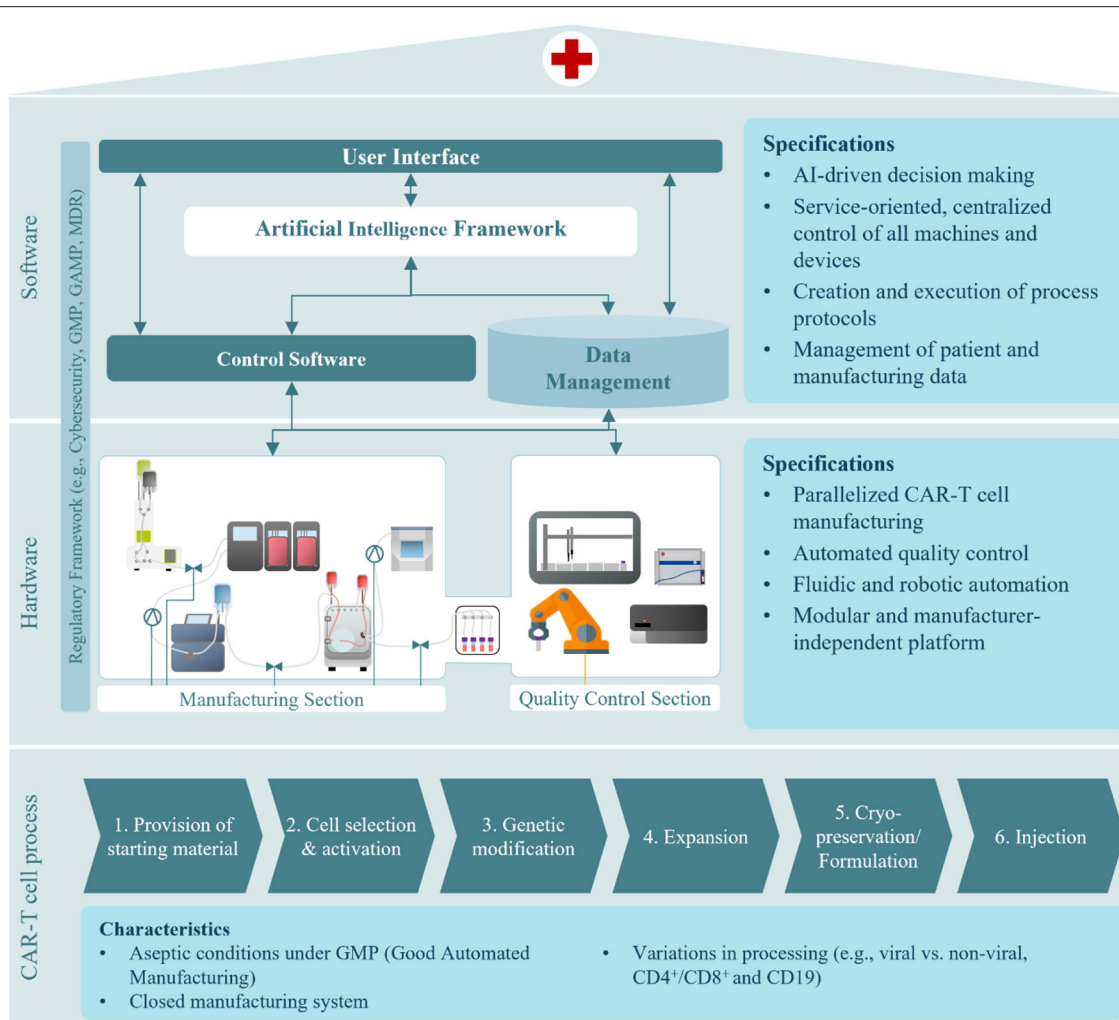 Software
Regulatory Framework (e.g., Cybersecurity, GMP, GAMP, MDR)
User Interface
Artificial Intelligence Framework
Control Software
Data
Management
Specifications
• AI-driven decision making
• Service-oriented, centralized
control of all machines and
devices
• Creation and execution of process
protocols
• Management of patient and
manufacturing data
Hardware
Manufacturing Section
Quality Control Section
Specifications
• Parallelized CAR-T cell
manufacturing
• Automated quality control
• Fluidic and robotic automation
• Modular and manufacturer-
independent platform
CAR-T cell process
1. Provision of
starting material
2. Cell selection
& activation
3. Genetic
modification
4. Expansion
5. Cryo-
preservation/
Formulation
6. Injection
Characteristics
• Aseptic conditions under GMP (Good Automated
Manufacturing)
• Closed manufacturing system
• Variations in processing (e.g., viral vs. non-viral,
CD4⁺/CD8⁺ and CD19)